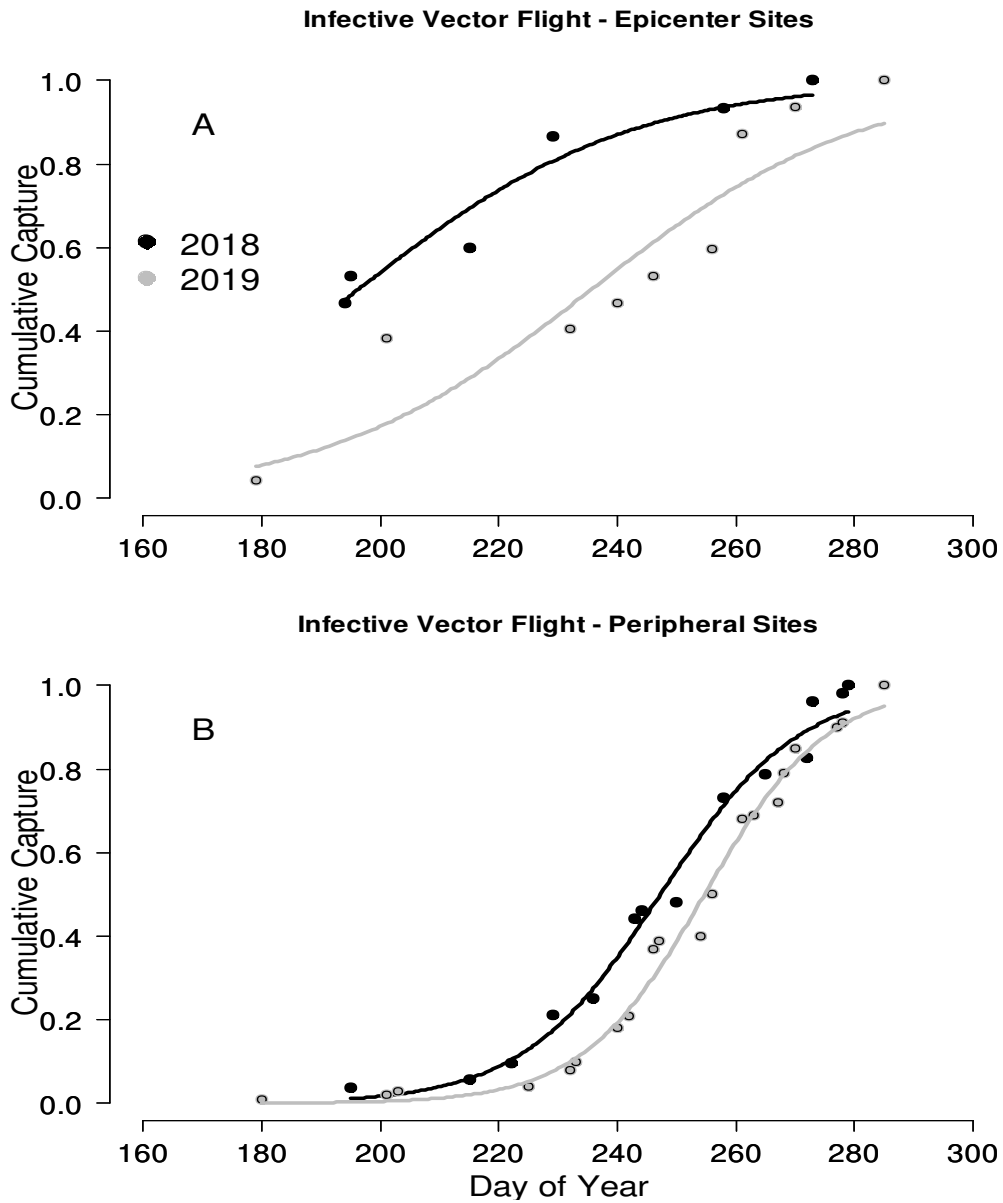 Infective Vector Flight - Epicenter Sites
A
2018
2019
Cumulative Capture
1.0
0.8
0.6
0.4
0.2
0.0
160 180 200 220 240 260 280 300
Infective Vector Flight - Peripheral Sites
B
Cumulative Capture
1.0
0.8
0.6
0.4
0.2
0.0
160 180 200 220 240 260 280 300
Day of Year